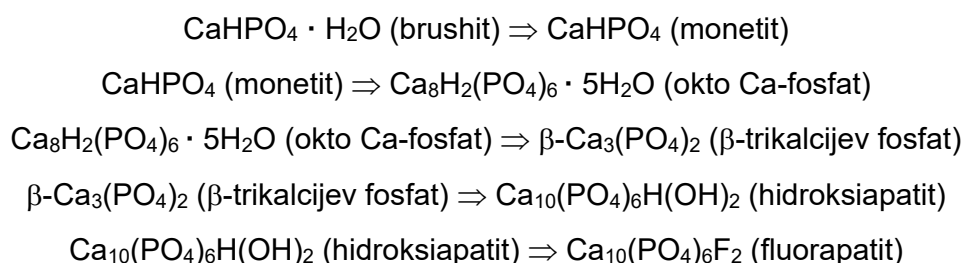 CaHPO₄ · H₂O (brushit) ⇒ CaHPO₄ (monetit)
CaHPO₄ (monetit) ⇒ Ca₈H₂(PO₄)₆ · 5H₂O (okto Ca-fosfat)
Ca₈H₂(PO₄)₆ · 5H₂O (okto Ca-fosfat) ⇒ β-Ca₃(PO₄)₂ (β-trikalcijev fosfat)
β-Ca₃(PO₄)₂ (β-trikalcijev fosfat) ⇒ Ca₁₀(PO₄)₆H(OH)₂ (hidroksiapatit)
Ca₁₀(PO₄)₆H(OH)₂ (hidroksiapatit) ⇒ Ca₁₀(PO₄)₆F₂ (fluorapatit)